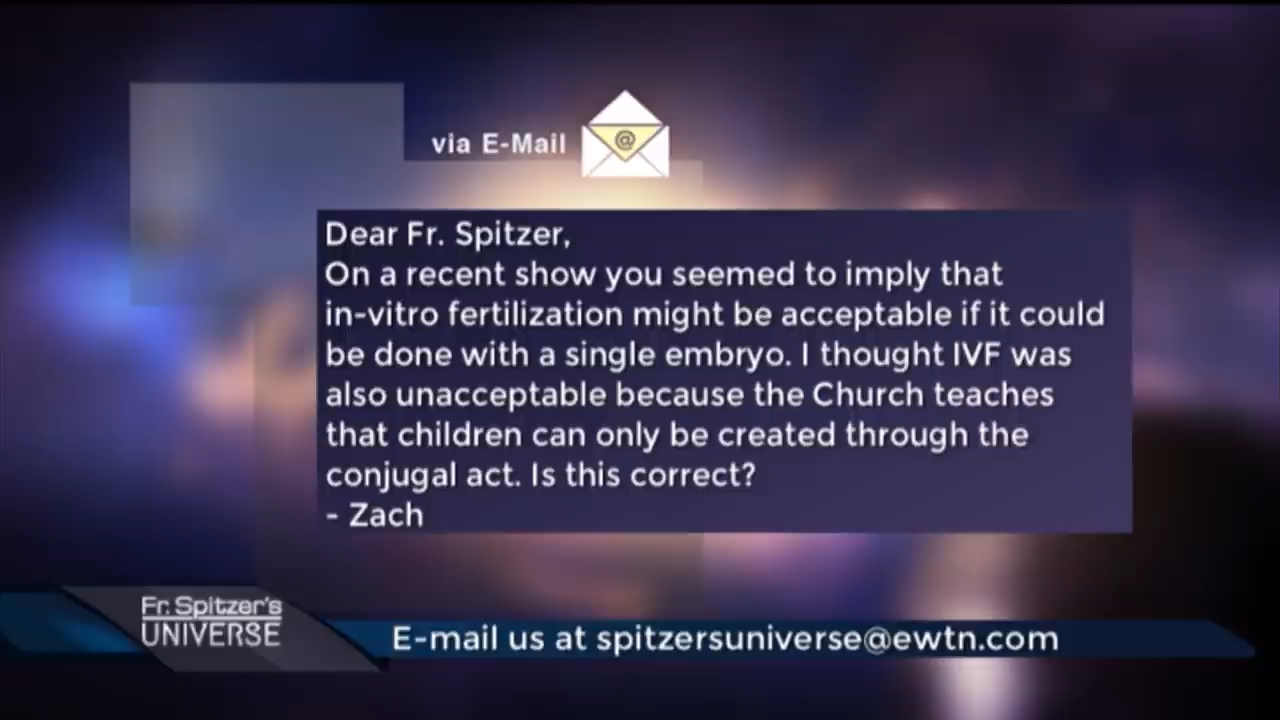 via E-Mail
@
Dear Fr. Spitzer,
On a recent show you seemed to imply that
in-vitro fertilization might be acceptable if it could
be done with a single embryo. I thought IVF was
also unacceptable because the Church teaches
that children can only be created through the
conjugal act. Is this correct?
- Zach
Fr. Spitzer's
UNIVERSE
E-mail us at spitzersuniverse@ewtn.com